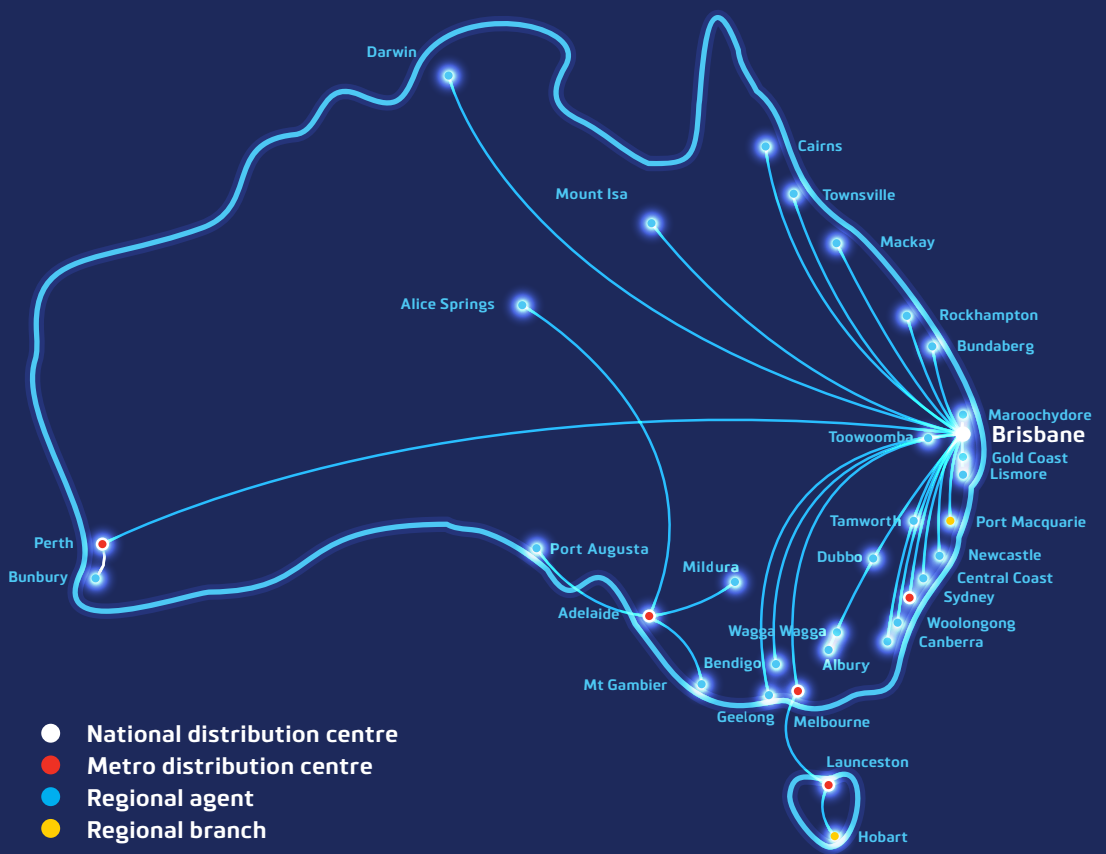 Darwin
Cairns
Mount Isa
Townsville
Mackay
Alice Springs
Rockhampton
Bundaberg
Maroochydore
Toowoomba
Brisbane
Gold Coast
Lismore
Tamworth
Port Macquarie
Perth
Port Augusta
Dubbo
Newcastle
Bunbury
Mildura
Central Coast
Sydney
Adelaide
Wagga Wagga
Woolongong
Canberra
Bendigo
Albury
Mt Gambier
Geelong
Melbourne
National distribution centre
Launceston
Metro distribution centre
Regional agent
Regional branch
Hobart